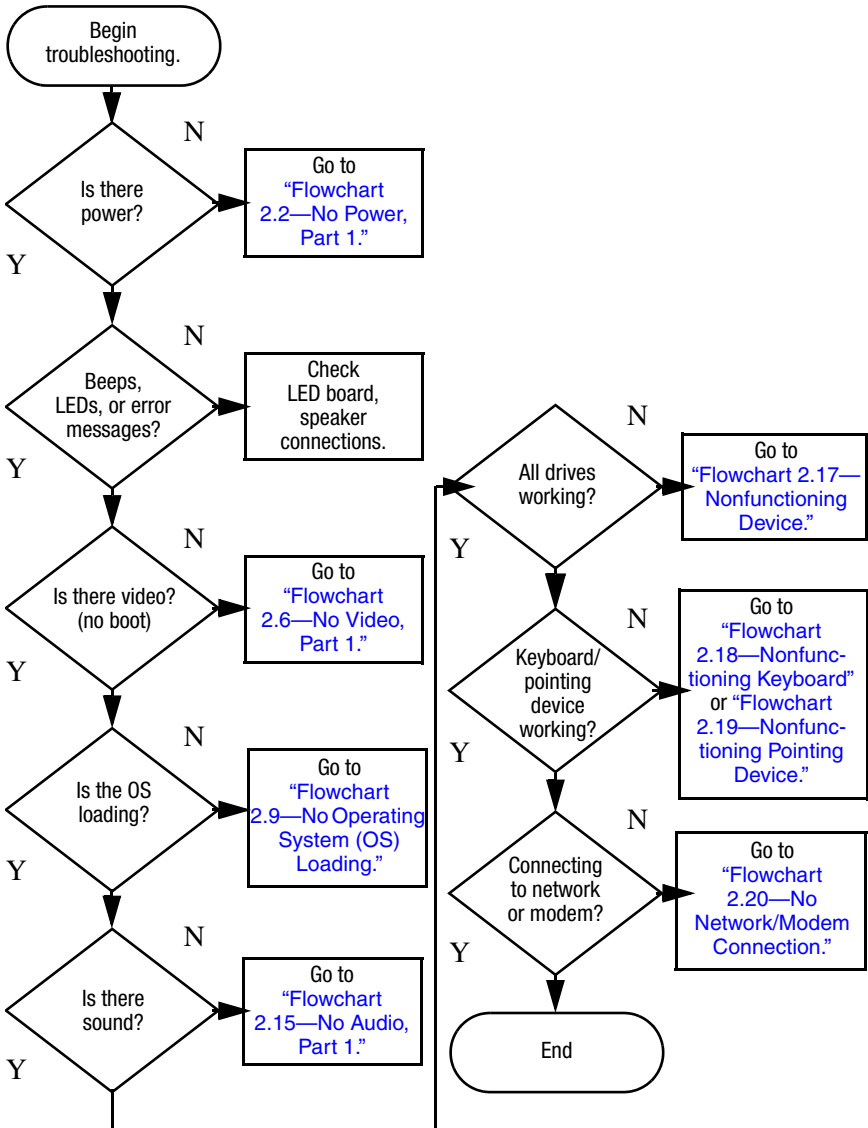 Begin
troubleshooting.
N
Is there
power?
Go to
“Flowchart
2.2—No Power,
Part 1.”
Y
N
Beeps,
LEDs, or error
messages?
Check
LED board,
speaker
connections.
Y
N
Is there video?
(no boot)
Go to
“Flowchart
2.6—No Video,
Part 1.”
Y
N
Is the OS
loading?
Go to
“Flowchart
2.9—No Operating
System (OS)
Loading.”
Y
N
Is there
sound?
Go to
“Flowchart
2.15—No Audio,
Part 1.”
Y
N
All drives
working?
Go to
“Flowchart 2.17—
Nonfunctioning
Device.”
Y
N
Keyboard/
pointing
device
working?
Go to
“Flowchart
2.18—Nonfunc-
tioning Keyboard”
or “Flowchart
2.19—Nonfunc-
tioning Pointing
Device.”
Y
N
Connecting
to network
or modem?
Go to
“Flowchart
2.20—No
Network/Modem
Connection.”
Y
End